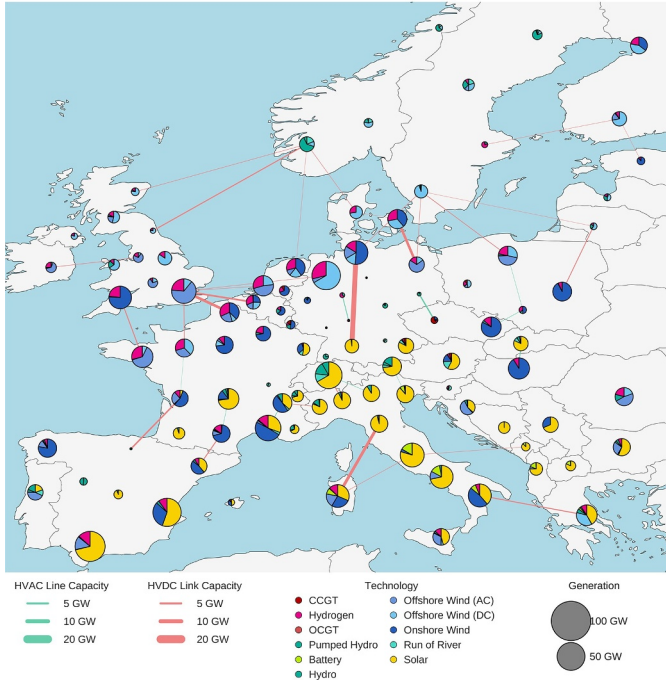 HVAC Line Capacity
5 GW
10 GW
20 GW
HVDC Link Capacity
5 GW
10 GW
20 GW
Technology
CCGT
Hydrogen
OCGT
Pumped Hydro
Battery
Hydro
Offshore Wind (AC)
Offshore Wind (DC)
Onshore Wind
Run of River
Solar
Generation
100 GW
50 GW